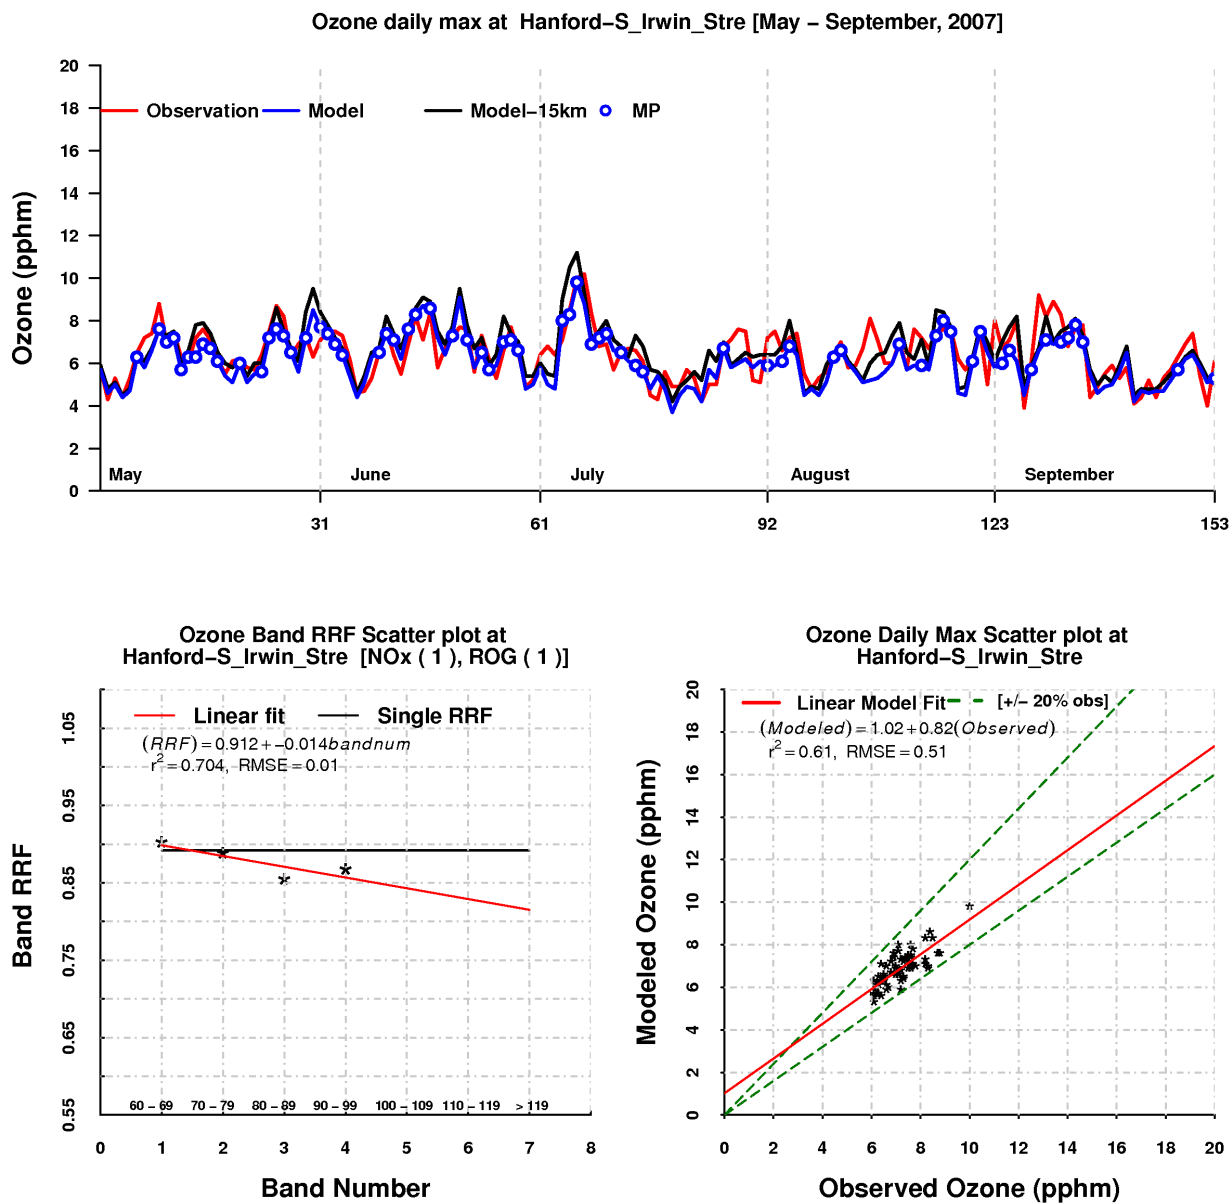 Ozone daily max at Hanford−S_Irwin_Stre [May − September, 2007]
Ozone (pphm)
20
18
16
14
12
10
8
6
4
2
0
Observation Model Model−15km MP
May June July August September
31 61 92 123 153
Ozone Band RRF Scatter plot at
Hanford−S_Irwin_Stre [NOx ( 1 ), ROG ( 1 )]
Band RRF
1.05
0.95
0.85
0.75
0.65
0.55
Linear fit Single RRF
(RRF) = 0.912 + −0.014bandnum
r² = 0.704, RMSE = 0.01
60 − 69 70 − 79 80 − 89 90 − 99 100 − 109 110 − 119 > 119
0 1 2 3 4 5 6 7 8
Band Number
Ozone Daily Max Scatter plot at
Hanford−S_Irwin_Stre
Modeled Ozone (pphm)
20
18
16
14
12
10
8
6
4
2
0
Linear Model Fit [+/− 20% obs]
(Modeled) = 1.02 + 0.82(Observed)
r² = 0.61, RMSE = 0.51
0 2 4 6 8 10 12 14 16 18 20
Observed Ozone (pphm)